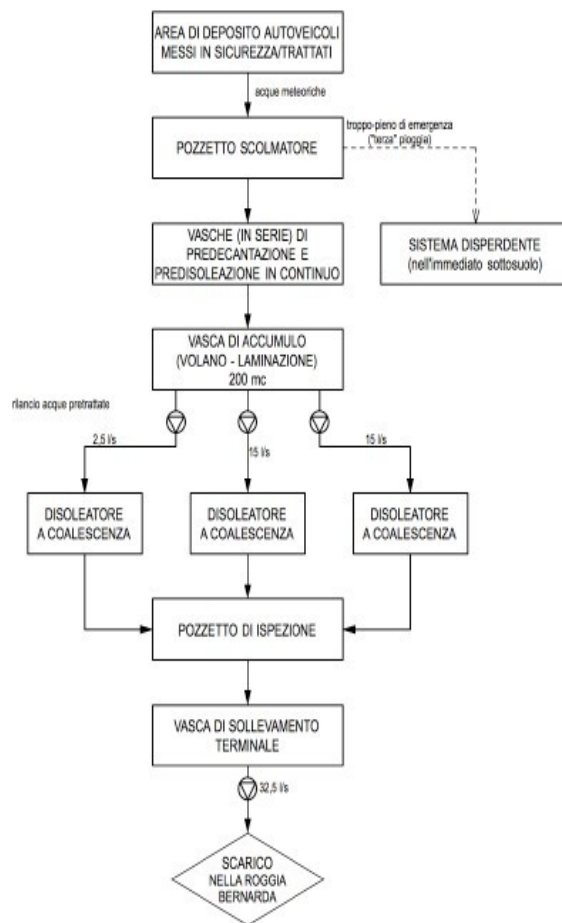 AREA DI DEPOSITO AUTOVEICOLI
MESSI IN SICUREZZA/TRATTATI
acque meteoriche
troppo-pieno di emergenza
("terza" pioggia)
POZZETTO SCOLMATORE
VASCHE (IN SERIE) DI
PREDECANTAZIONE E
PREDISOLEAZIONE IN CONTINUO
SISTEMA DISPERDENTE
(nell'immediato sottosuolo)
VASCA DI ACCUMULO
(VOLANO - LAMINAZIONE)
200 mc
rilancio acque pretrattate
2,5 l/s
15 l/s
15 l/s
DISOLEATORE
A COALESCENZA
DISOLEATORE
A COALESCENZA
DISOLEATORE
A COALESCENZA
POZZETTO DI ISPEZIONE
VASCA DI SOLLEVAMENTO
TERMINALE
32,5 l/s
SCARICO
NELLA ROGGIA
BERNARDA